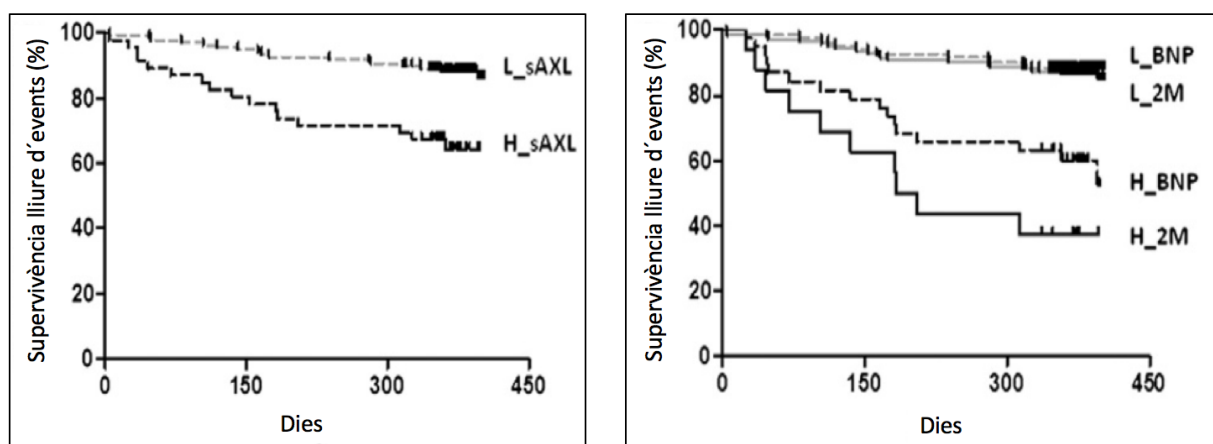 Supervivència lliure d´events (%)
100
80
60
40
20
0
L_sAXL
H_sAXL
0 150 300 450
Dies
Supervivència lliure d´events (%)
100
80
60
40
20
0
L_BNP
L_2M
H_BNP
H_2M
0 150 300 450
Dies